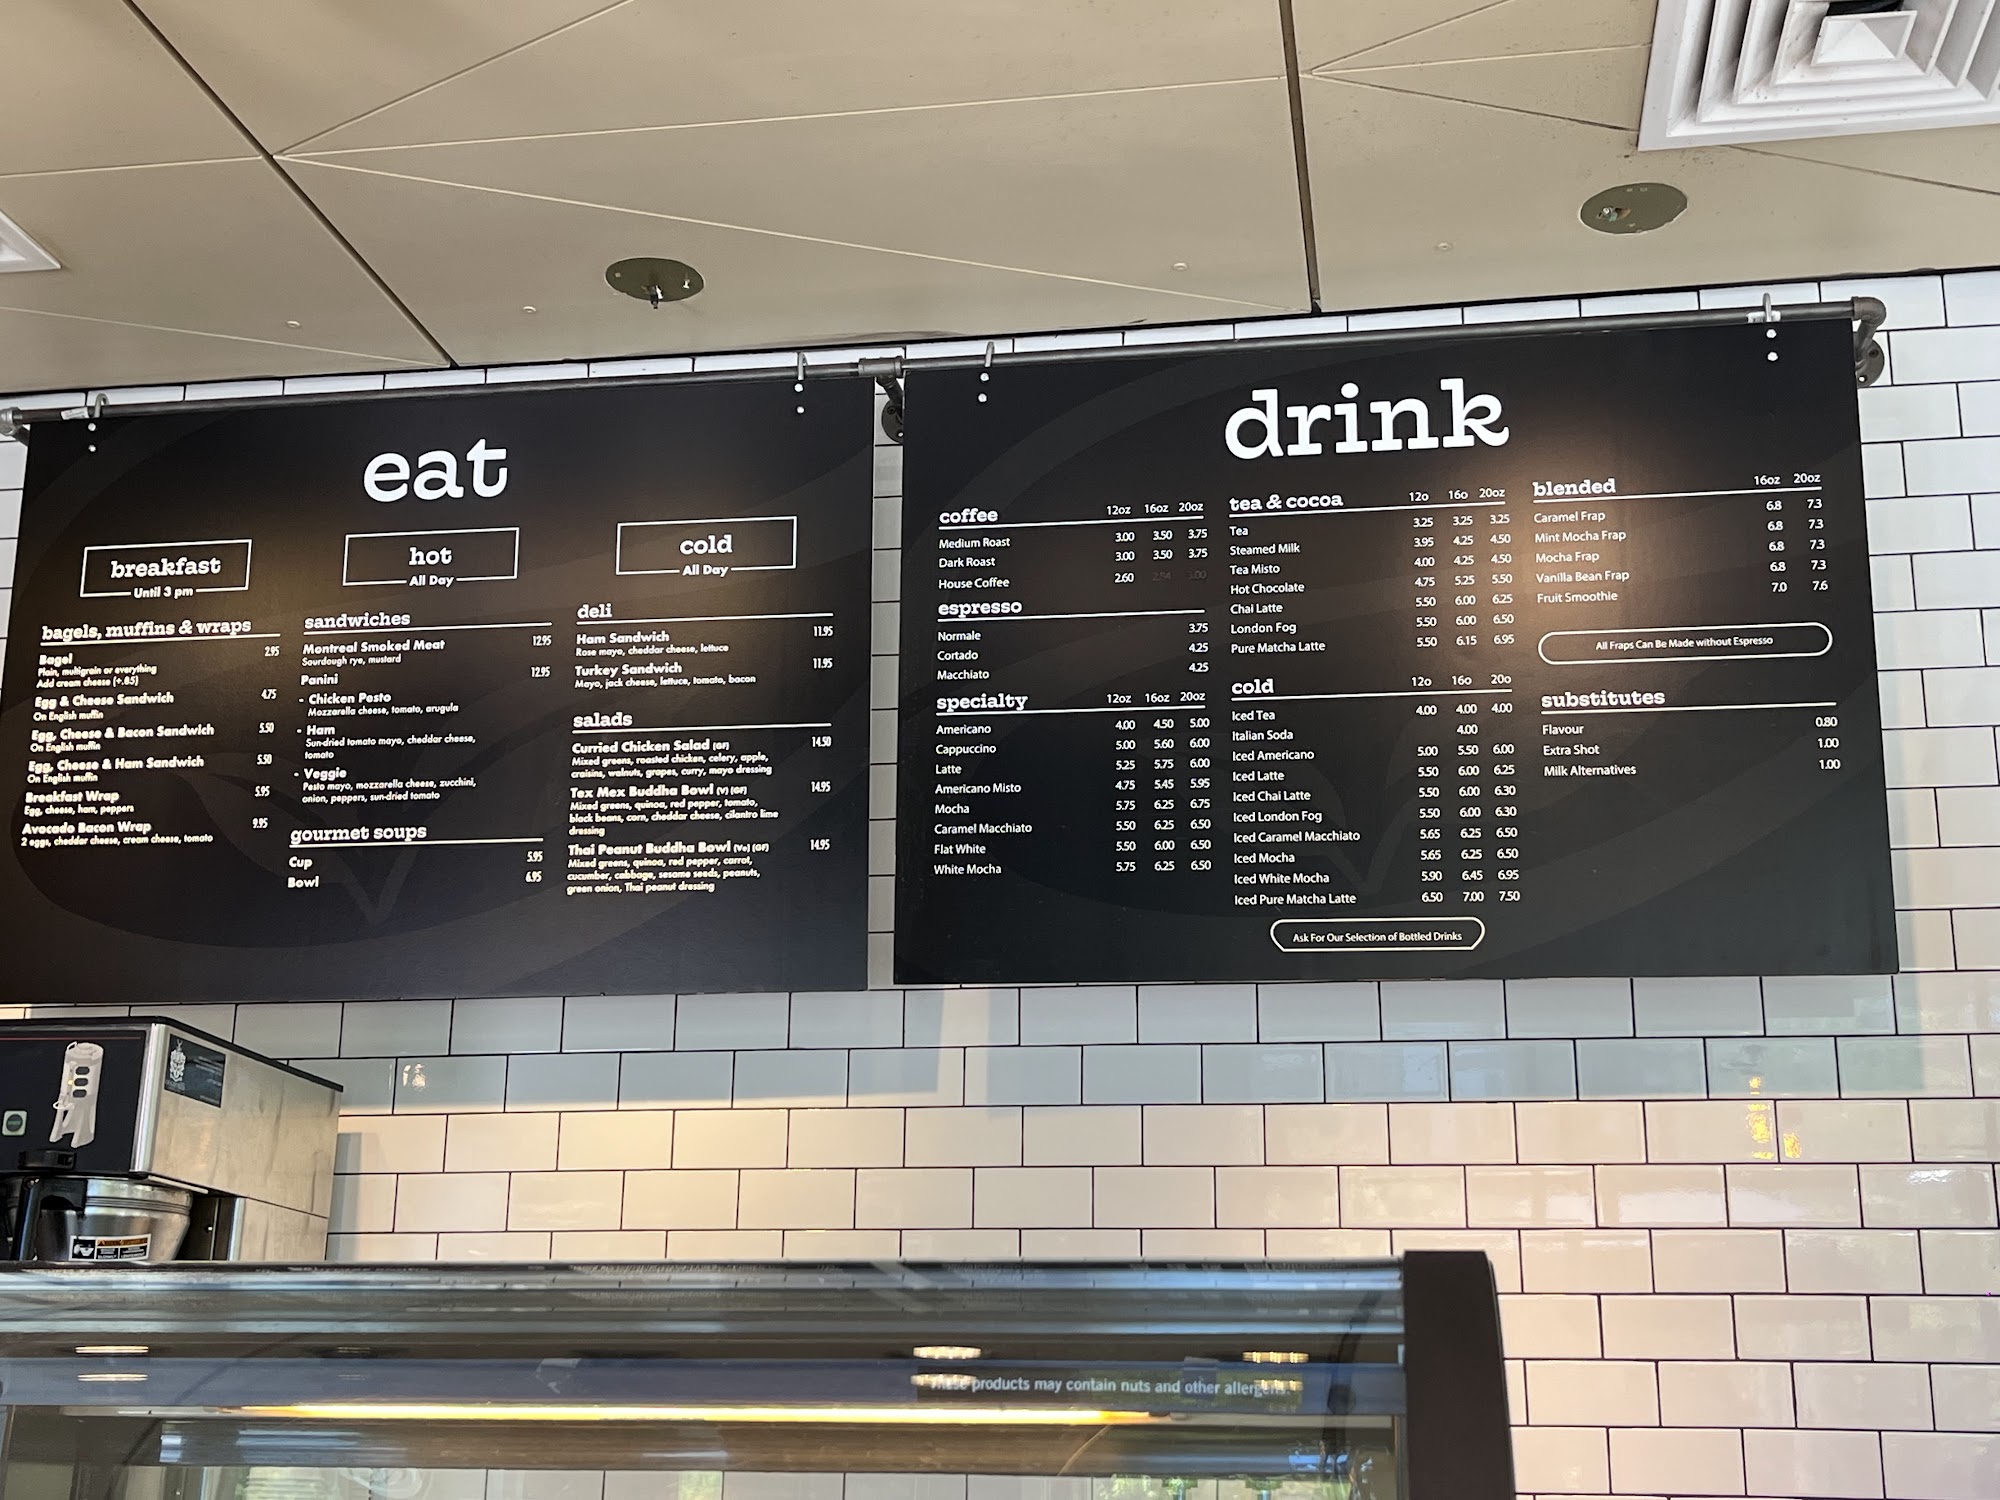 eat
breakfast
Until 3 pm
bagels, muffins & wraps
Bagel 2.95
Plain, multigrain or everything
Add cream cheese (+.85)
Egg & Cheese Sandwich 4.75
On English muffin
Egg, Cheese & Bacon Sandwich 5.50
On English muffin
Egg, Cheese & Ham Sandwich 5.50
On English muffin
Breakfast Wrap 5.95
Egg, cheese, ham, peppers
Avocado Bacon Wrap 9.95
2 eggs, cheddar cheese, cream cheese, tomato
hot
All Day
sandwiches
Montreal Smoked Meat 12.95
Sourdough rye, mustard
Panini 12.95
- Chicken Pesto
Mozzarella cheese, tomato, arugula
- Ham
Sun-dried tomato mayo, cheddar cheese,
tomato
- Veggie
Pesto mayo, mozzarella cheese, zucchini,
onion, peppers, sun-dried tomato
gourmet soups
Cup 5.95
Bowl 6.95
cold
All Day
deli
Ham Sandwich 11.95
Rose mayo, cheddar cheese, lettuce
Turkey Sandwich 11.95
Mayo, jack cheese, lettuce, tomato, bacon
salads
Curried Chicken Salad (GF) 14.50
Mixed greens, roasted chicken, celery, apple,
craisins, walnuts, grapes, curry, mayo dressing
Tex Mex Buddha Bowl (V) (GF) 14.95
Mixed greens, quinoa, red pepper, tomato,
black beans, corn, cheddar cheese, cilantro lime
dressing
Thai Peanut Buddha Bowl (Ve) (GF) 14.95
Mixed greens, quinoa, red pepper, carrot,
cucumber, cabbage, sesame seeds, peanuts,
green onion, Thai peanut dressing
drink
coffee 12oz 16oz 20oz
Medium Roast 3.00 3.50 3.75
Dark Roast 3.00 3.50 3.75
House Coffee 2.60
espresso
Normale 3.75
Cortado 4.25
Macchiato 4.25
specialty 12oz 16oz 20oz
Americano 4.00 4.50 5.00
Cappuccino 5.00 5.60 6.00
Latte 5.25 5.75 6.00
Americano Misto 4.75 5.45 5.95
Mocha 5.75 6.25 6.75
Caramel Macchiato 5.50 6.25 6.50
Flat White 5.50 6.00 6.50
White Mocha 5.75 6.25 6.50
tea & cocoa 12o 16o 20oz
Tea 3.25 3.25 3.25
Steamed Milk 3.95 4.25 4.50
Tea Misto 4.00 4.25 4.50
Hot Chocolate 4.75 5.25 5.50
Chai Latte 5.50 6.00 6.25
London Fog 5.50 6.00 6.50
Pure Matcha Latte 5.50 6.15 6.95
cold 12o 16o 20o
Iced Tea 4.00 4.00 4.00
Italian Soda 4.00
Iced Americano 5.00 5.50 6.00
Iced Latte 5.50 6.00 6.25
Iced Chai Latte 5.50 6.00 6.30
Iced London Fog 5.50 6.00 6.30
Iced Caramel Macchiato 5.65 6.25 6.50
Iced Mocha 5.65 6.25 6.50
Iced White Mocha 5.90 6.45 6.95
Iced Pure Matcha Latte 6.50 7.00 7.50
Ask For Our Selection of Bottled Drinks
blended 16oz 20oz
Caramel Frap 6.8 7.3
Mint Mocha Frap 6.8 7.3
Mocha Frap 6.8 7.3
Vanilla Bean Frap 6.8 7.3
Fruit Smoothie 7.0 7.6
All Fraps Can Be Made without Espresso
substitutes
Flavour 0.80
Extra Shot 1.00
Milk Alternatives 1.00
These products may contain nuts and other allergens.